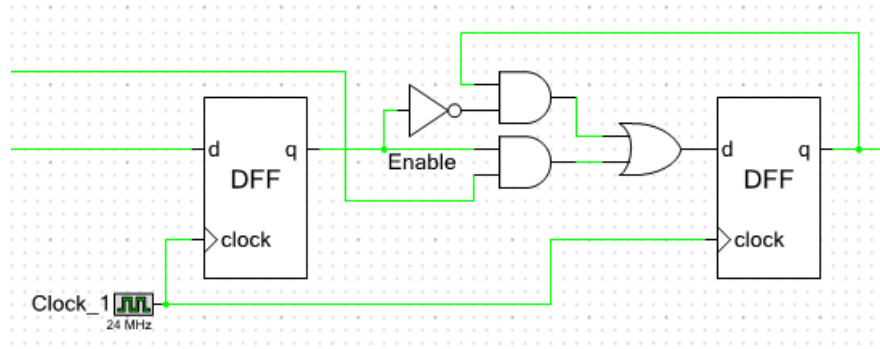 d q
DFF
clock
Enable
d q
DFF
clock
Clock_1
24 MHz